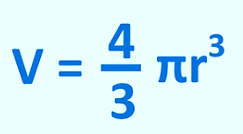 V = 4/3 πr³